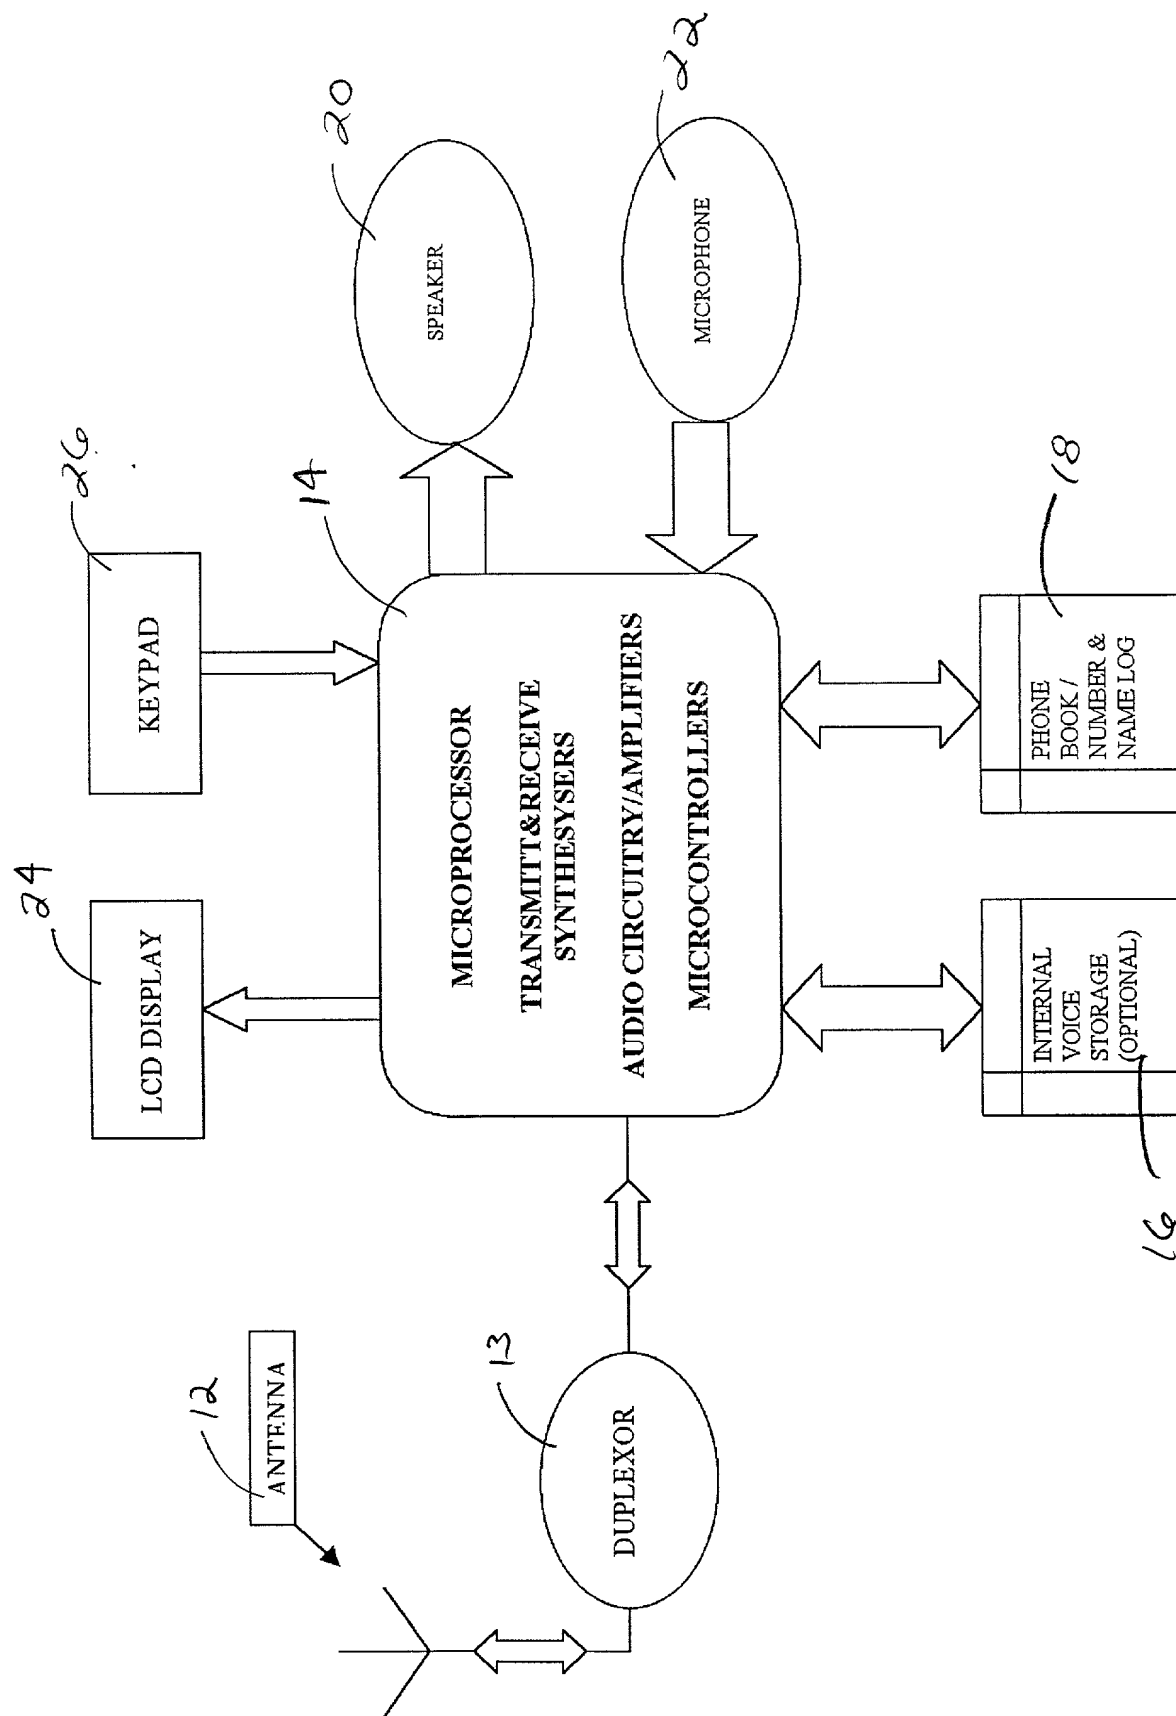 24
26
LCD DISPLAY
KEYPAD
12
ANTENNA
14
20
SPEAKER
MICROPROCESSOR
TRANSMITT&RECEIVE
SYNTHESYSERS
AUDIO CIRCUITRY/AMPLIFIERS
MICROCONTROLLERS
13
DUPLEXOR
22
MICROPHONE
INTERNAL
VOICE
STORAGE
(OPTIONAL)
16
18
PHONE
BOOK /
NUMBER &
NAME LOG